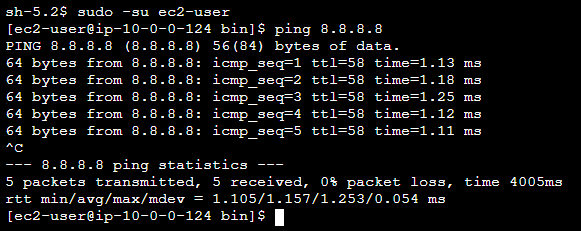 sh-5.2$ sudo -su ec2-user
[ec2-user@ip-10-0-0-124 bin]$ ping 8.8.8.8
PING 8.8.8.8 (8.8.8.8) 56(84) bytes of data.
64 bytes from 8.8.8.8: icmp_seq=1 ttl=58 time=1.13 ms
64 bytes from 8.8.8.8: icmp_seq=2 ttl=58 time=1.18 ms
64 bytes from 8.8.8.8: icmp_seq=3 ttl=58 time=1.25 ms
64 bytes from 8.8.8.8: icmp_seq=4 ttl=58 time=1.12 ms
64 bytes from 8.8.8.8: icmp_seq=5 ttl=58 time=1.11 ms
^C
--- 8.8.8.8 ping statistics ---
5 packets transmitted, 5 received, 0% packet loss, time 4005ms
rtt min/avg/max/mdev = 1.105/1.157/1.253/0.054 ms
[ec2-user@ip-10-0-0-124 bin]$